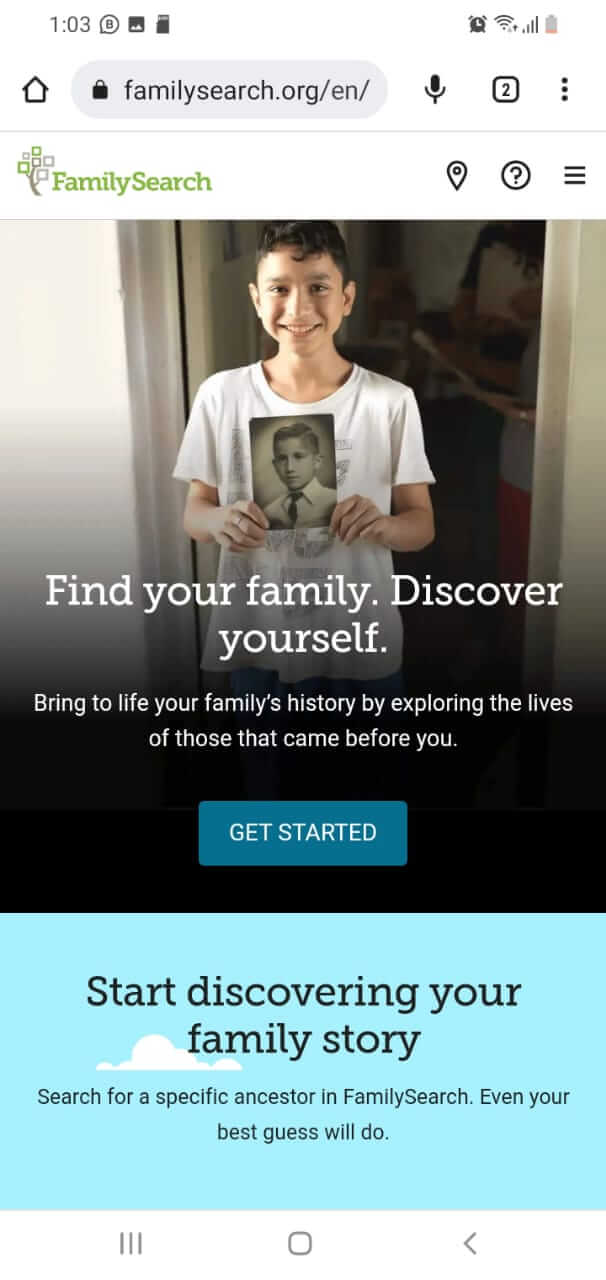 1:03
familysearch.org/en/
2
FamilySearch
Find your family. Discover
yourself.
Bring to life your family's history by exploring the lives
of those that came before you.
GET STARTED
Start discovering your
family story
Search for a specific ancestor in FamilySearch. Even your
best guess will do.